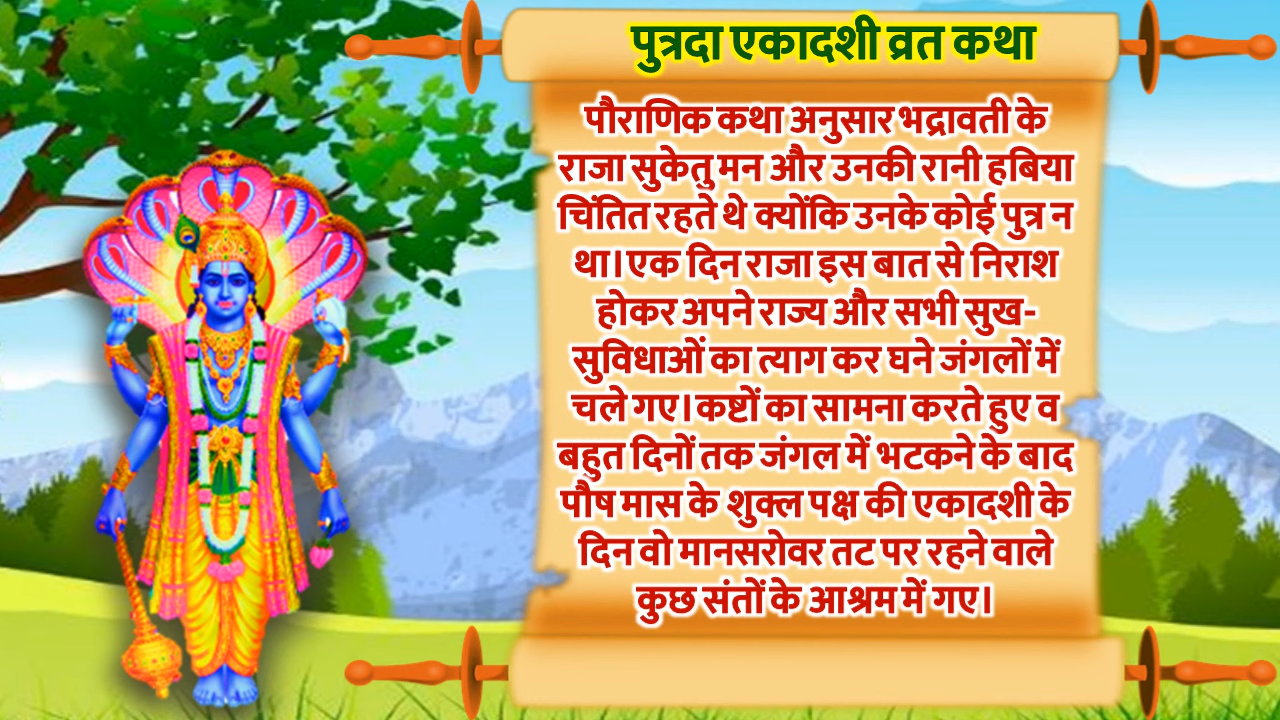 पुत्रदा एकादशी व्रत कथा
पौराणिक कथा अनुसार भद्रावती के
राजा सुकेतु मन और उनकी रानी हबिया
चिंतित रहते थे क्योंकि उनके कोई पुत्र न
था। एक दिन राजा इस बात से निराश
होकर अपने राज्य और सभी सुख-
सुविधाओं का त्याग कर घने जंगलों में
चले गए। कष्टों का सामना करते हुए व
बहुत दिनों तक जंगल में भटकने के बाद
पौष मास के शुक्ल पक्ष की एकादशी के
दिन वो मानसरोवर तट पर रहने वाले
कुछ संतों के आश्रम में गए।